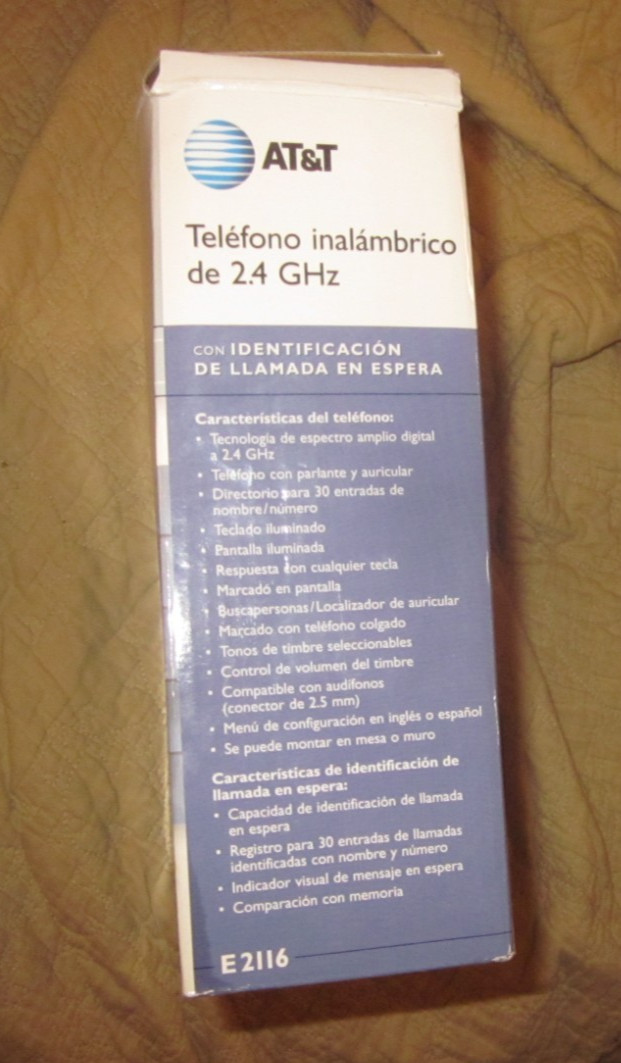 AT&T
Teléfono inalámbrico
de 2.4 GHz
CON IDENTIFICACIÓN
DE LLAMADA EN ESPERA
Características del teléfono:
• Tecnología de espectro amplio digital
a 2.4 GHz
• Teléfono con parlante y auricular
• Directorio para 30 entradas de
nombre/número
• Teclado iluminado
• Pantalla iluminada
• Respuesta con cualquier tecla
• Marcado en pantalla
• Buscapersonas/Localizador de auricular
• Marcado con teléfono colgado
• Tonos de timbre seleccionables
• Control de volumen del timbre
• Compatible con audífonos
(conector de 2.5 mm)
• Menú de configuración en inglés o español
• Se puede montar en mesa o muro
Características de identificación de
llamada en espera:
• Capacidad de identificación de llamada
en espera
• Registro para 30 entradas de llamadas
identificadas con nombre y número
• Indicador visual de mensaje en espera
• Comparación con memoria
E2116